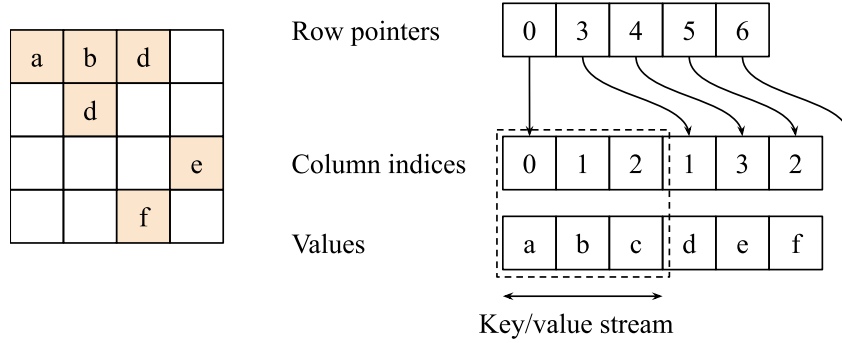 a b d
d
e
f
Row pointers 0 3 4 5 6
Column indices 0 1 2 1 3 2
Values a b c d e f
Key/value stream